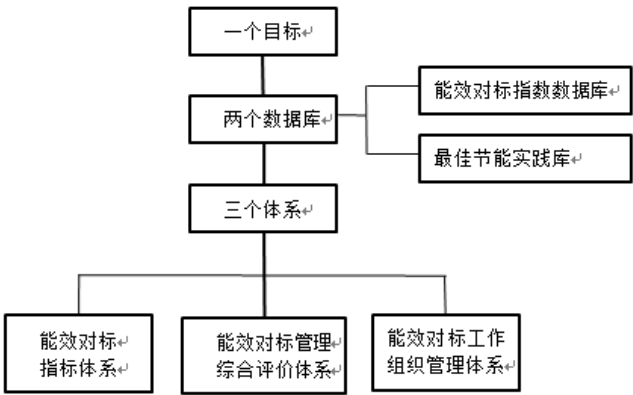 一个目标
两个数据库
能效对标指数数据库
最佳节能实践库
三个体系
能效对标
指标体系
能效对标管理
综合评价体系
能效对标工作
组织管理体系